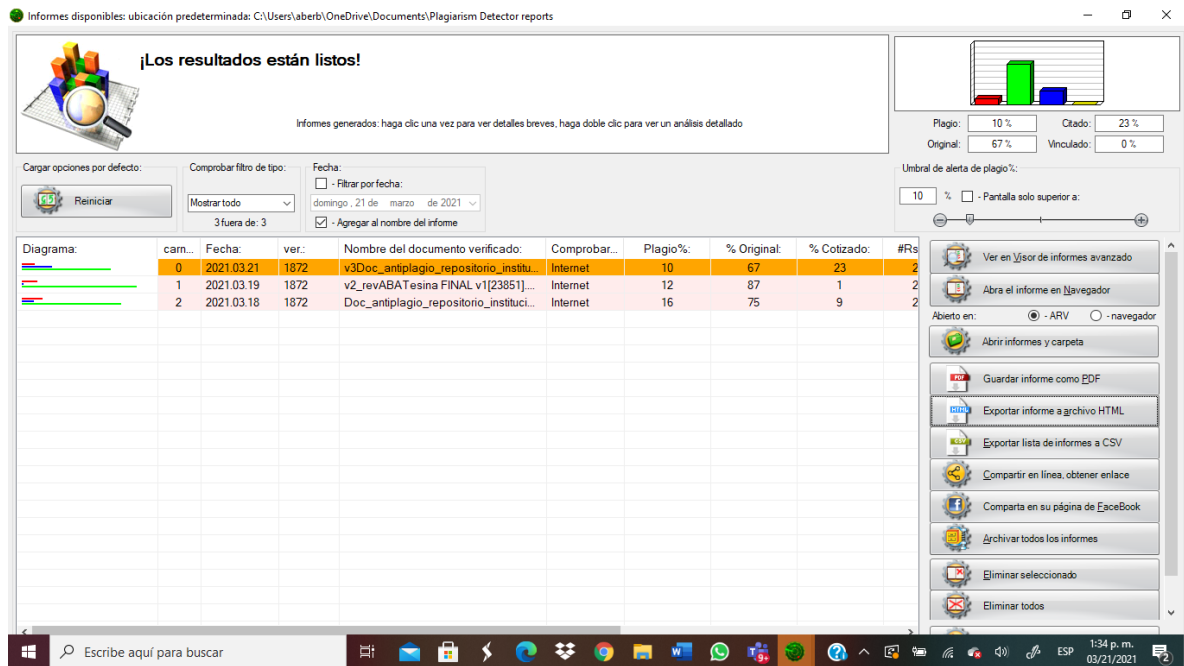 Informes disponibles: ubicación predeterminada: C:\Users\aberb\OneDrive\Documents\Plagiarism Detector reports
¡Los resultados están listos!
Informes generados: haga clic una vez para ver detalles breves, haga doble clic para ver un análisis detallado
Plagio: 10 % Citado: 23 %
Original: 67 % Vinculado: 0 %
Cargar opciones por defecto: Comprobar filtro de tipo: Fecha: Umbral de alerta de plagio%:
Reiniciar
- Filtrar por fecha:
Mostrar todo domingo , 21 de marzo de 2021
10 % - Pantalla solo superior a:
3 fuera de: 3 - Agregar al nombre del informe
Diagrama: carn... Fecha: ver.: Nombre del documento verificado: Comprobar... Plagio%: % Original: % Cotizado: #Rs
0 2021.03.21 1872 v3Doc_antiplagio_repositorio_institu... Internet 10 67 23 2
1 2021.03.19 1872 v2_revABATesina FINAL v1[23851].... Internet 12 87 1 2
2 2021.03.18 1872 Doc_antiplagio_repositorio_instituci... Internet 16 75 9 2
Ver en Visor de informes avanzado
Abra el informe en Navegador
Abierto en: - ARV - navegador
Abrir informes y carpeta
PDF Guardar informe como PDF
HTML Exportar informe a archivo HTML
CSV Exportar lista de informes a CSV
Compartir en línea, obtener enlace
Comparta en su página de FaceBook
Archivar todos los informes
Eliminar seleccionado
Eliminar todos
Escribe aquí para buscar
ESP
1:34 p. m.
03/21/2021
2